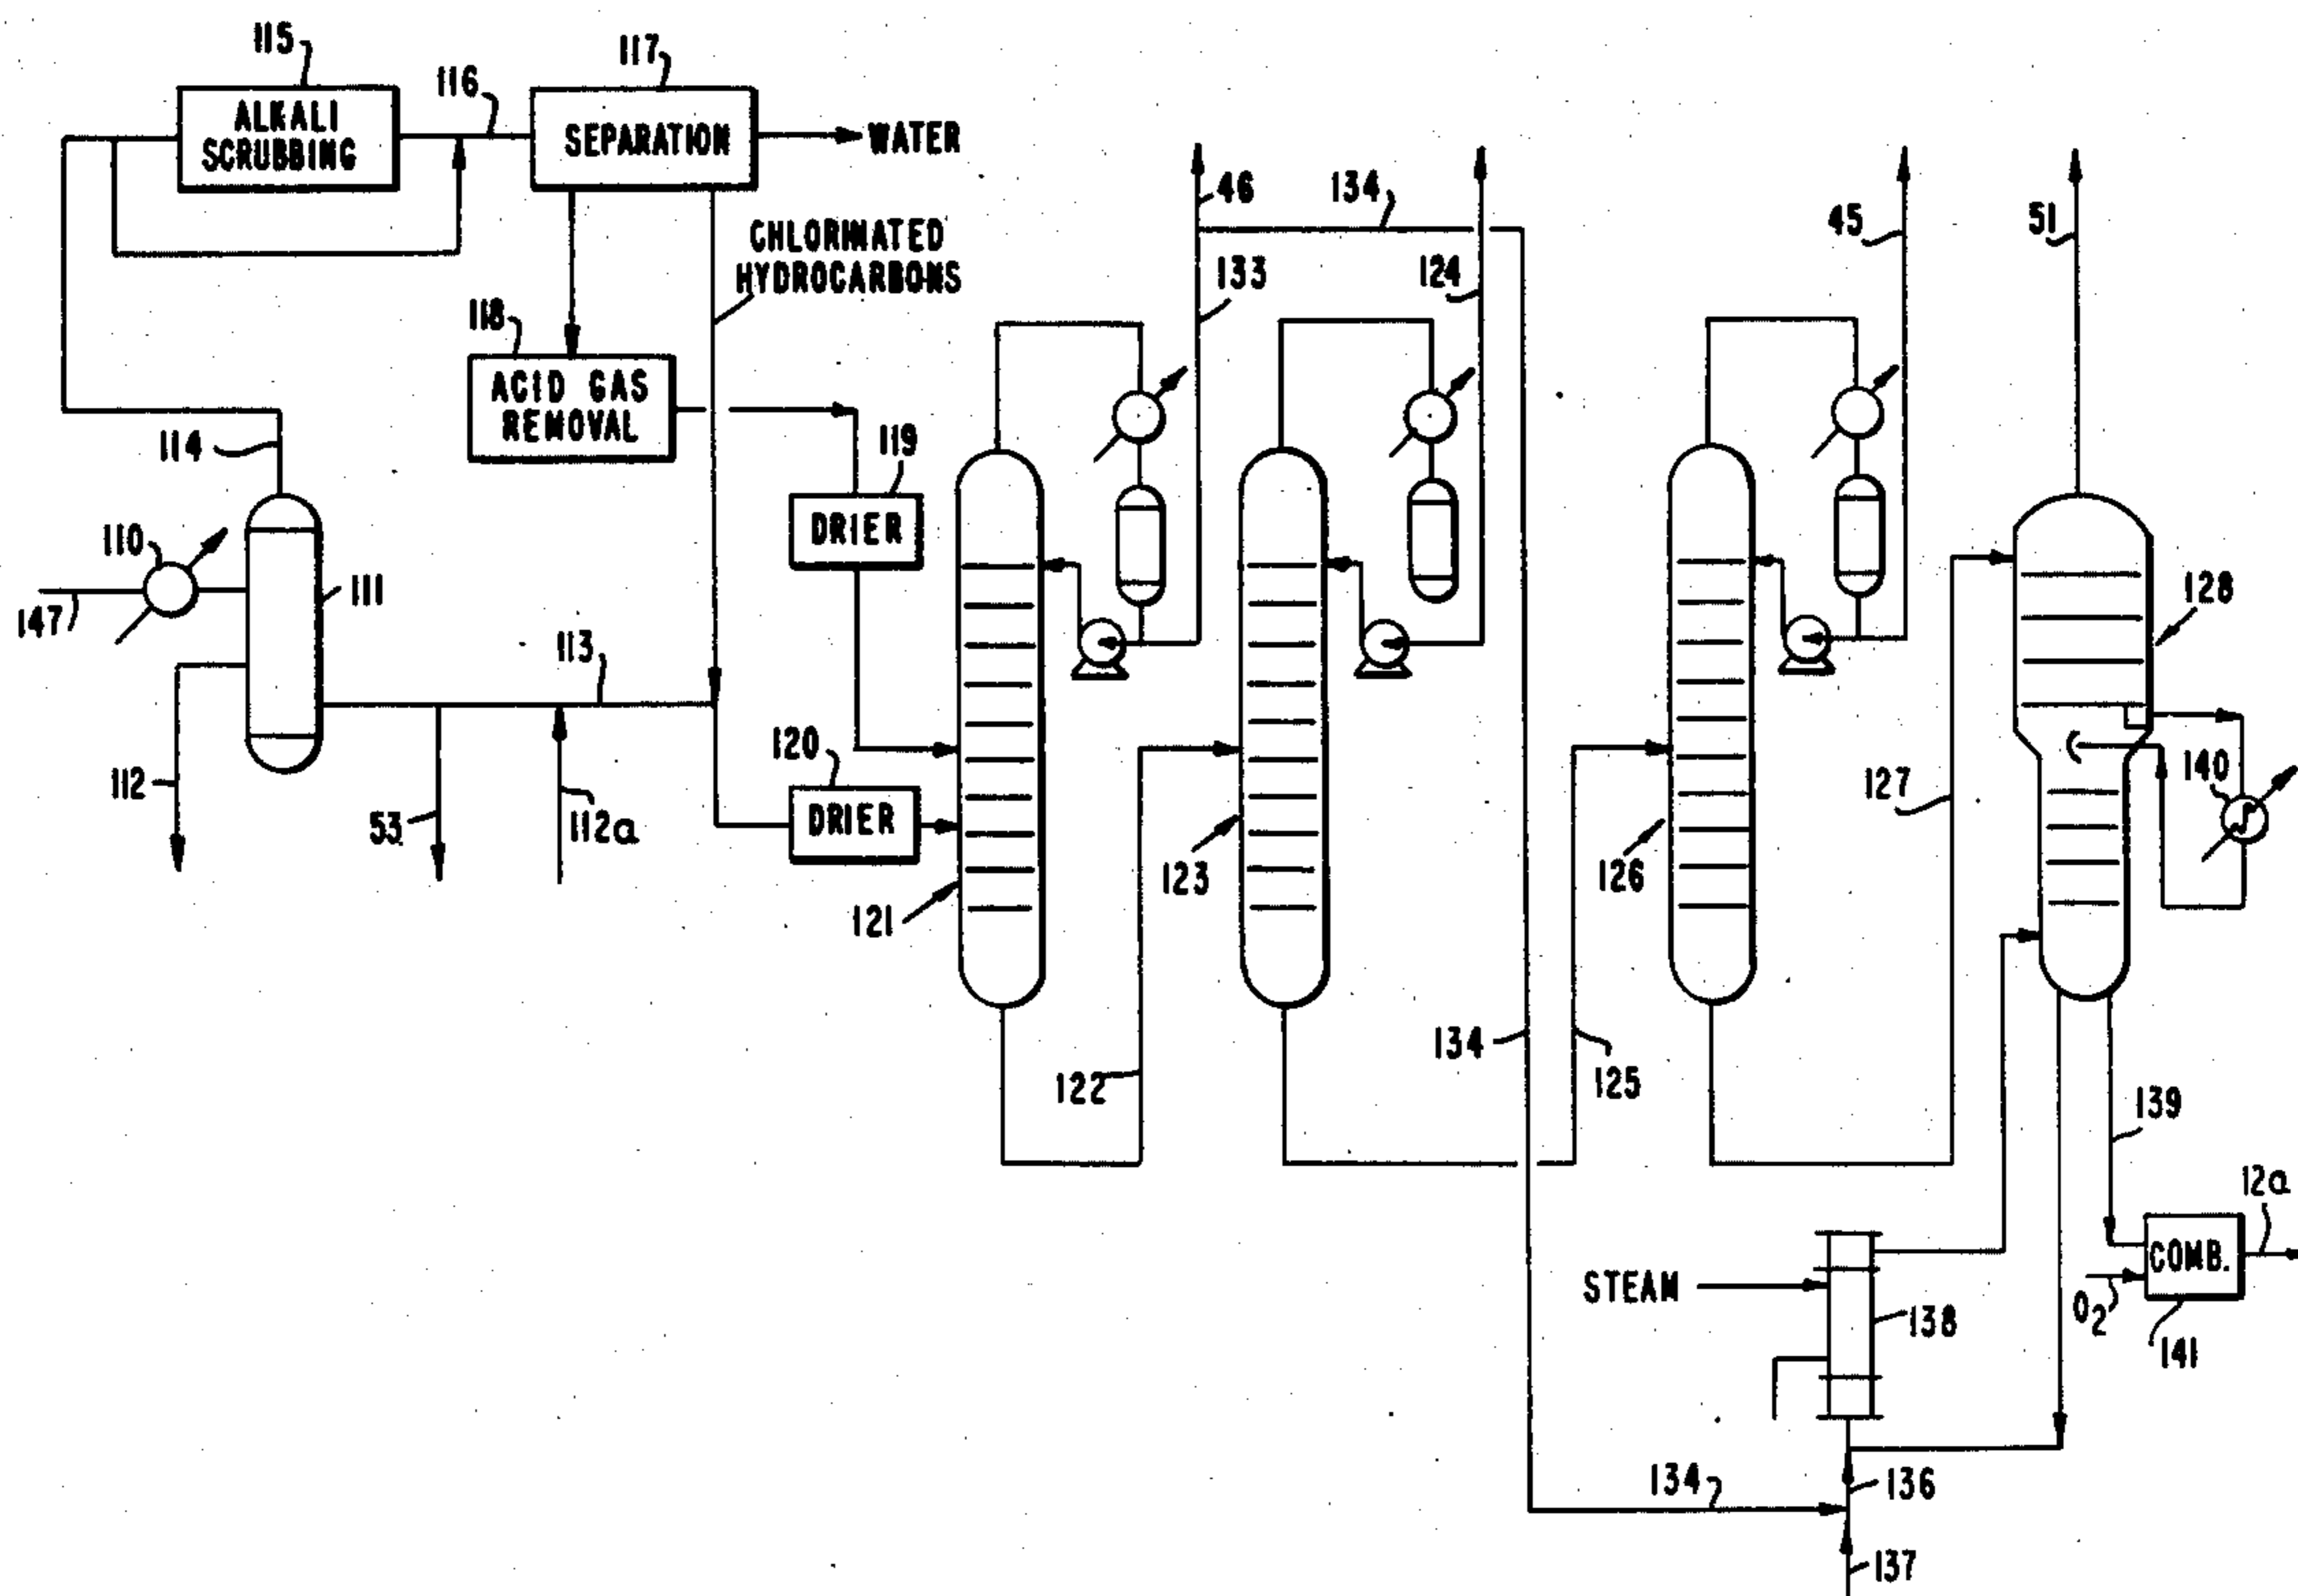 115
116
117
ALKALI
SCRUBBING
SEPARATION
WATER
46
134
45
51
CHLORINATED
HYDROCARBONS
133
124
118
ACID GAS
REMOVAL
114
119
DRIER
110
111
128
147
113
120
140
112
53
112a
DRIER
127
123
126
121
134
122
125
139
12a
COMB.
STEAM
O2
138
141
134
136
137